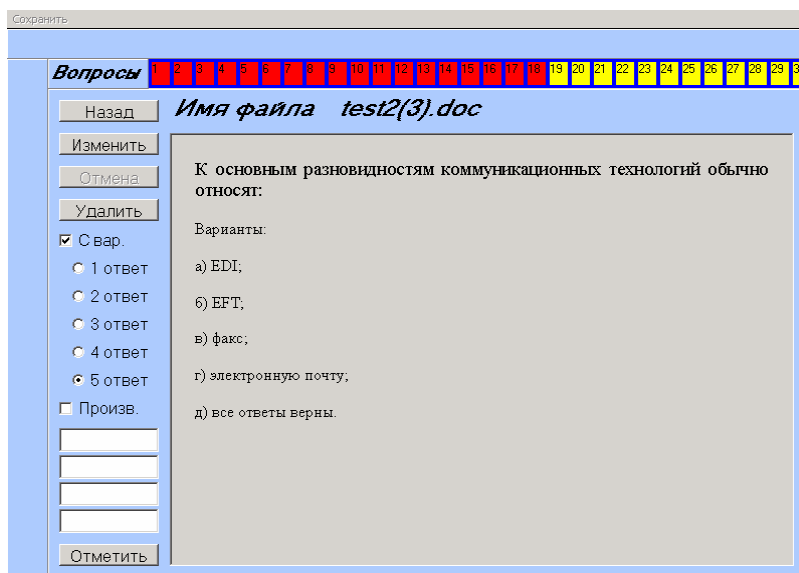 Сохранить
Вопросы 1 2 3 4 5 6 7 8 9 10 11 12 13 14 15 16 17 18 19 20 21 22 23 24 25 26 27 28 29 3
Назад
Имя файла test2(3).doc
Изменить
Отмена
Удалить
С вар.
1 ответ
2 ответ
3 ответ
4 ответ
5 ответ
Произв.
Отметить
К основным разновидностям коммуникационных технологий обычно
относят:
Варианты:
а) EDI;
б) EFT;
в) факс;
г) электронную почту;
д) все ответы верны.